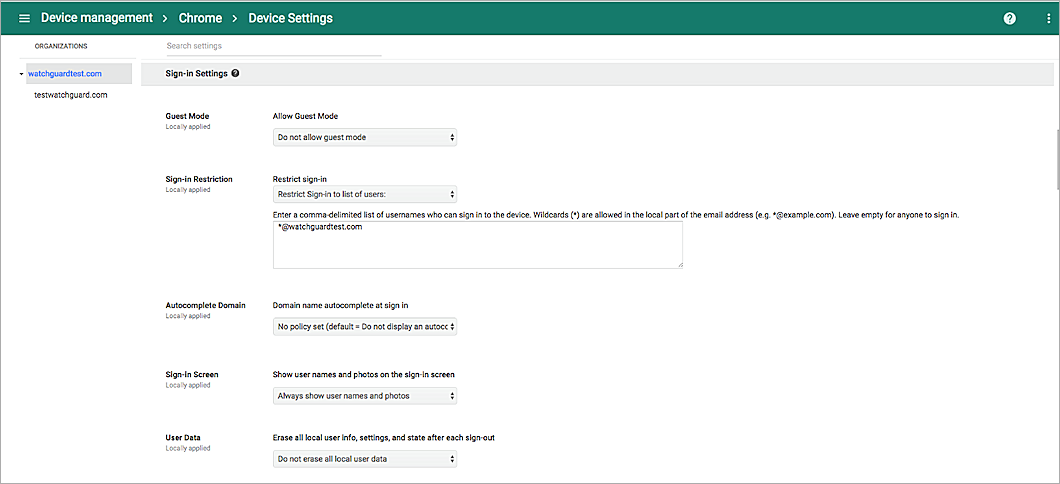 Device management > Chrome > Device Settings
ORGANIZATIONS
Search settings
watchguardtest.com
testwatchguard.com
Sign-in Settings
Guest Mode
Locally applied
Allow Guest Mode
Do not allow guest mode
Sign-in Restriction
Locally applied
Restrict sign-in
Restrict Sign-in to list of users:
Enter a comma-delimited list of usernames who can sign in to the device. Wildcards (*) are allowed in the local part of the email address (e.g. *@example.com). Leave empty for anyone to sign in.
*@watchguardtest.com
Autocomplete Domain
Locally applied
Domain name autocomplete at sign in
No policy set (default = Do not display an autocc
Sign-in Screen
Locally applied
Show user names and photos on the sign-in screen
Always show user names and photos
User Data
Locally applied
Erase all local user info, settings, and state after each sign-out
Do not erase all local user data